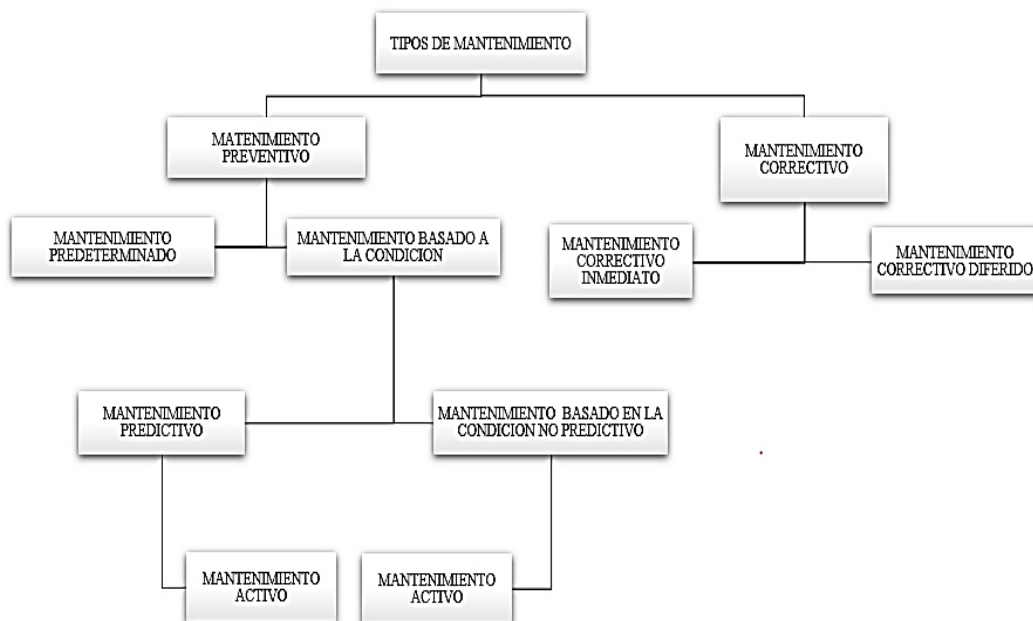 TIPOS DE MANTENIMIENTO
MATENIMIENTO
PREVENTIVO
MANTENIMIENTO
CORRECTIVO
MANTENIMIENTO
PREDETERMINADO
MANTENIMIENTO BASADO A
LA CONDICION
MANTENIMIENTO
CORRECTIVO
INMEDIATO
MANTENIMIENTO
CORRECTIVO DIFERIDO
MANTENIMIENTO
PREDICTIVO
MANTENIMIENTO BASADO EN LA
CONDICION NO PREDICTIVO
MANTENIMIENTO
ACTIVO
MANTENIMIENTO
ACTIVO